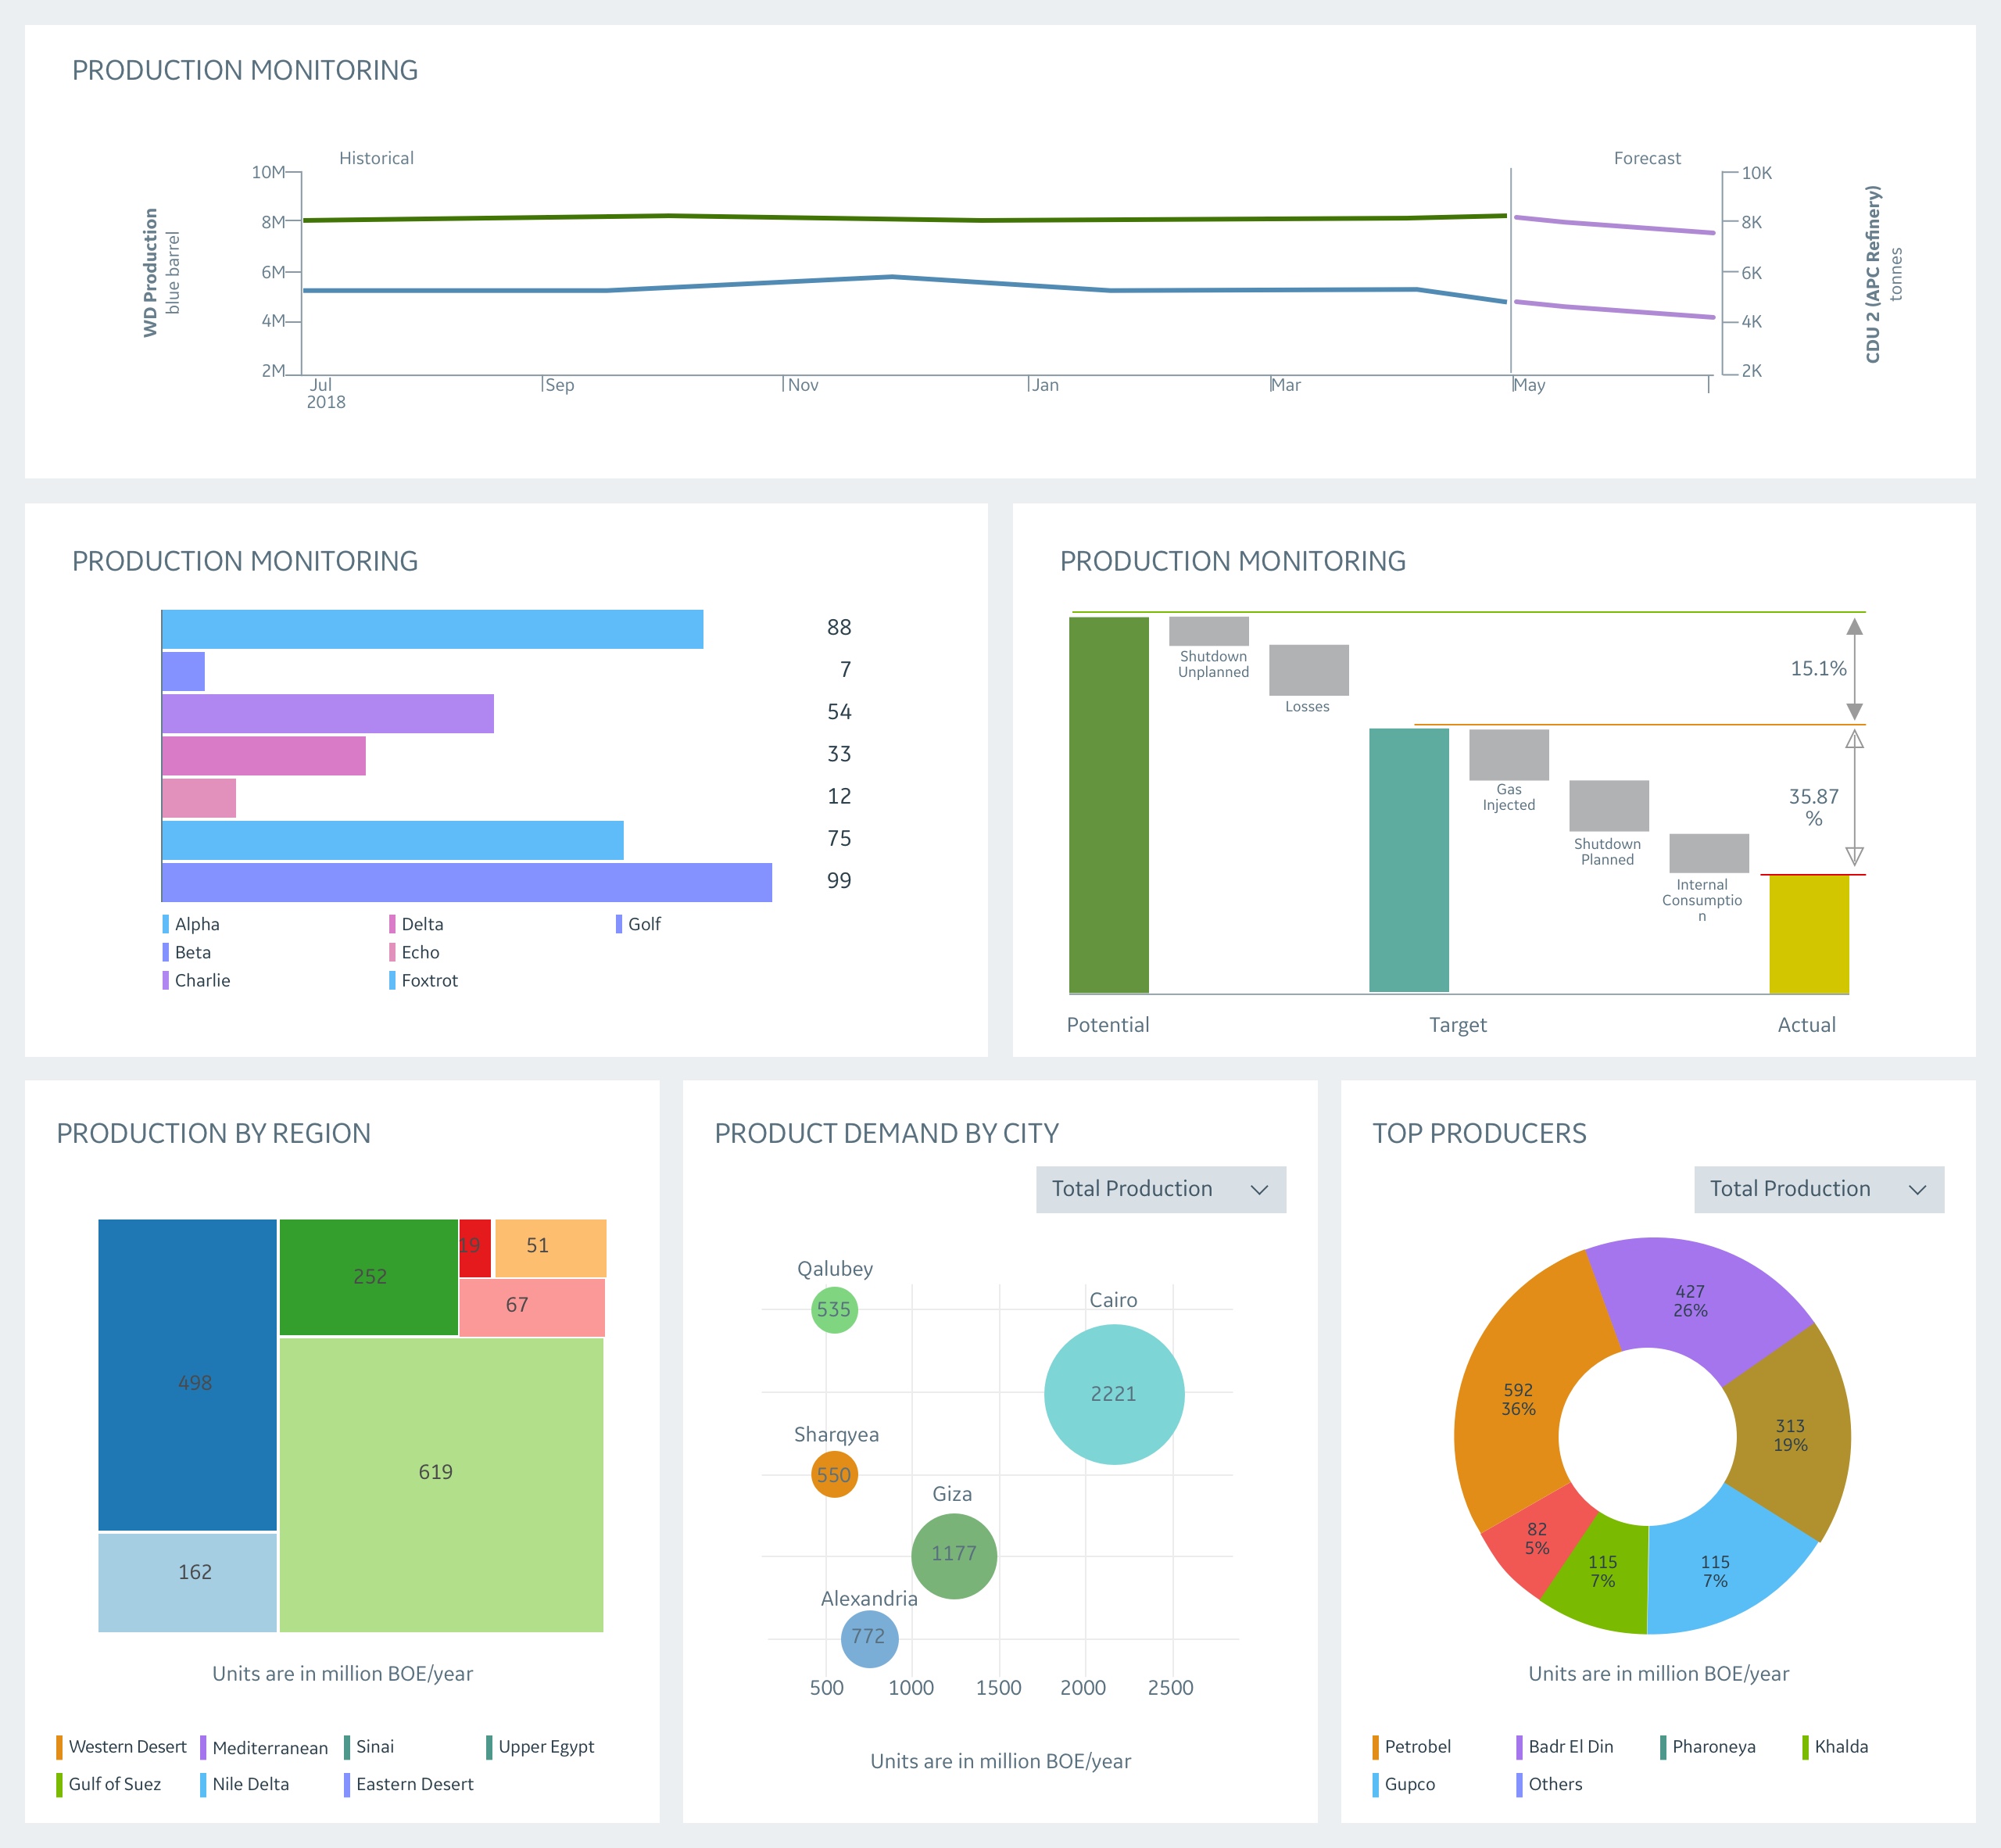 PRODUCTION MONITORING
Historical
Forecast
10M
8M
6M
4M
2M
WD Production
blue barrel
10K
8K
6K
4K
2K
CDU 2 (APC Refinery)
tonnes
Jul
2018
Sep
Nov
Jan
Mar
May
PRODUCTION MONITORING
88
7
54
33
12
75
99
Alpha
Delta
Golf
Beta
Echo
Charlie
Foxtrot
PRODUCTION MONITORING
Shutdown
Unplanned
Losses
15.1%
Gas
Injected
Shutdown
Planned
Internal
Consumptio
n
35.87
%
Potential
Target
Actual
PRODUCTION BY REGION
498
252
19
51
67
619
162
Units are in million BOE/year
Western Desert
Mediterranean
Sinai
Upper Egypt
Gulf of Suez
Nile Delta
Eastern Desert
PRODUCT DEMAND BY CITY
Total Production
Qalubey
535
Cairo
2221
Sharqyea
550
Giza
1177
Alexandria
772
500
1000
1500
2000
2500
Units are in million BOE/year
TOP PRODUCERS
Total Production
427
26%
592
36%
313
19%
82
5%
115
7%
115
7%
Units are in million BOE/year
Petrobel
Badr El Din
Pharoneya
Khalda
Gupco
Others